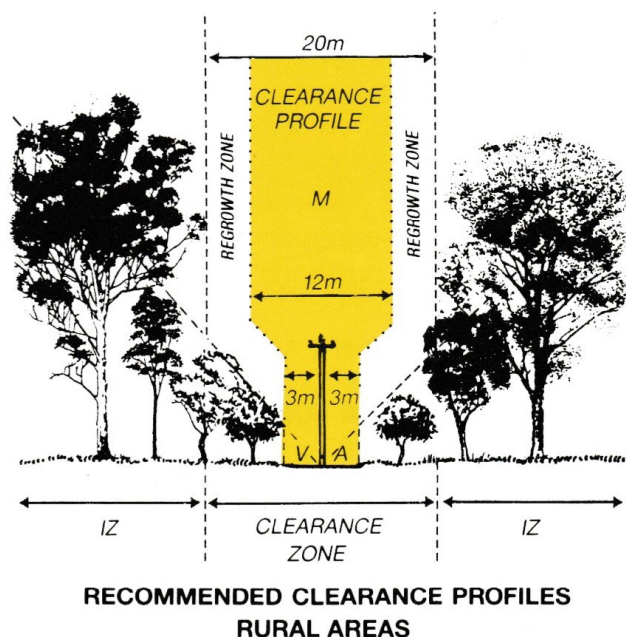 20m
CLEARANCE
PROFILE
REGROWTH ZONE
REGROWTH ZONE
M
12m
3m 3m
V A
IZ CLEARANCE IZ
ZONE
RECOMMENDED CLEARANCE PROFILES
RURAL AREAS